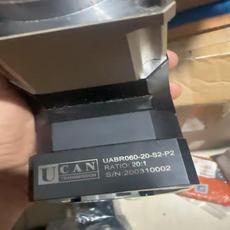 UCAN
TRANSMISSION
UABR060-20-S2-P2
RATIO: 20:1
S/N:200310002